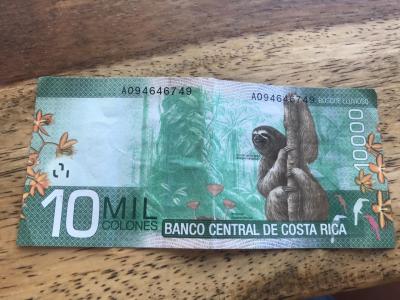 A094646749
A094646749
BOSQUE LLUVIOSO
10000
10 MIL
COLONES
BANCO CENTRAL DE COSTA RICA